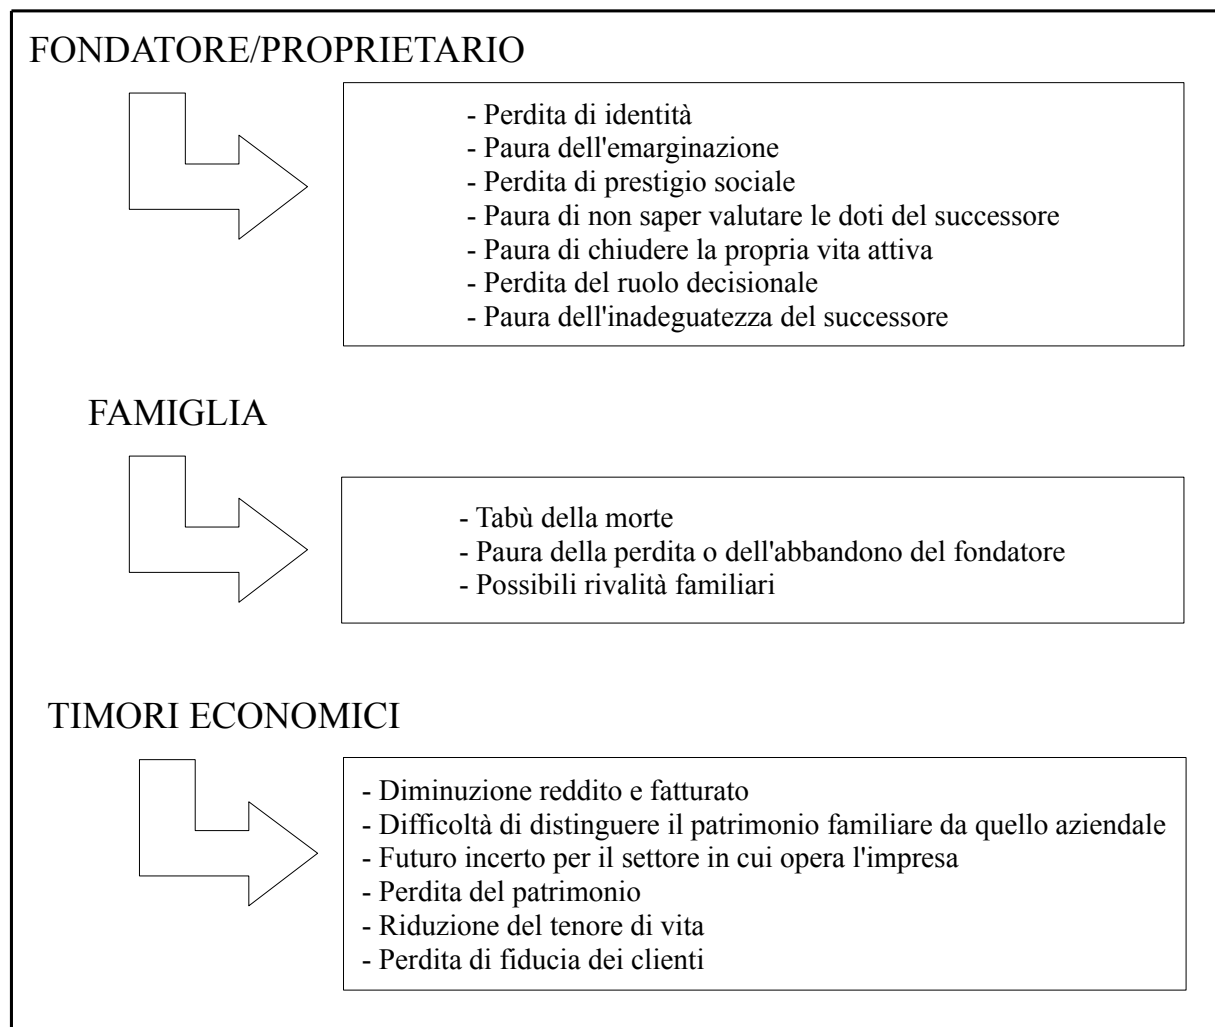 FONDATORE/PROPRIETARIO
- Perdita di identità
- Paura dell'emarginazione
- Perdita di prestigio sociale
- Paura di non saper valutare le doti del successore
- Paura di chiudere la propria vita attiva
- Perdita del ruolo decisionale
- Paura dell'inadeguatezza del successore
FAMIGLIA
- Tabù della morte
- Paura della perdita o dell'abbandono del fondatore
- Possibili rivalità familiari
TIMORI ECONOMICI
- Diminuzione reddito e fatturato
- Difficoltà di distinguere il patrimonio familiare da quello aziendale
- Futuro incerto per il settore in cui opera l'impresa
- Perdita del patrimonio
- Riduzione del tenore di vita
- Perdita di fiducia dei clienti